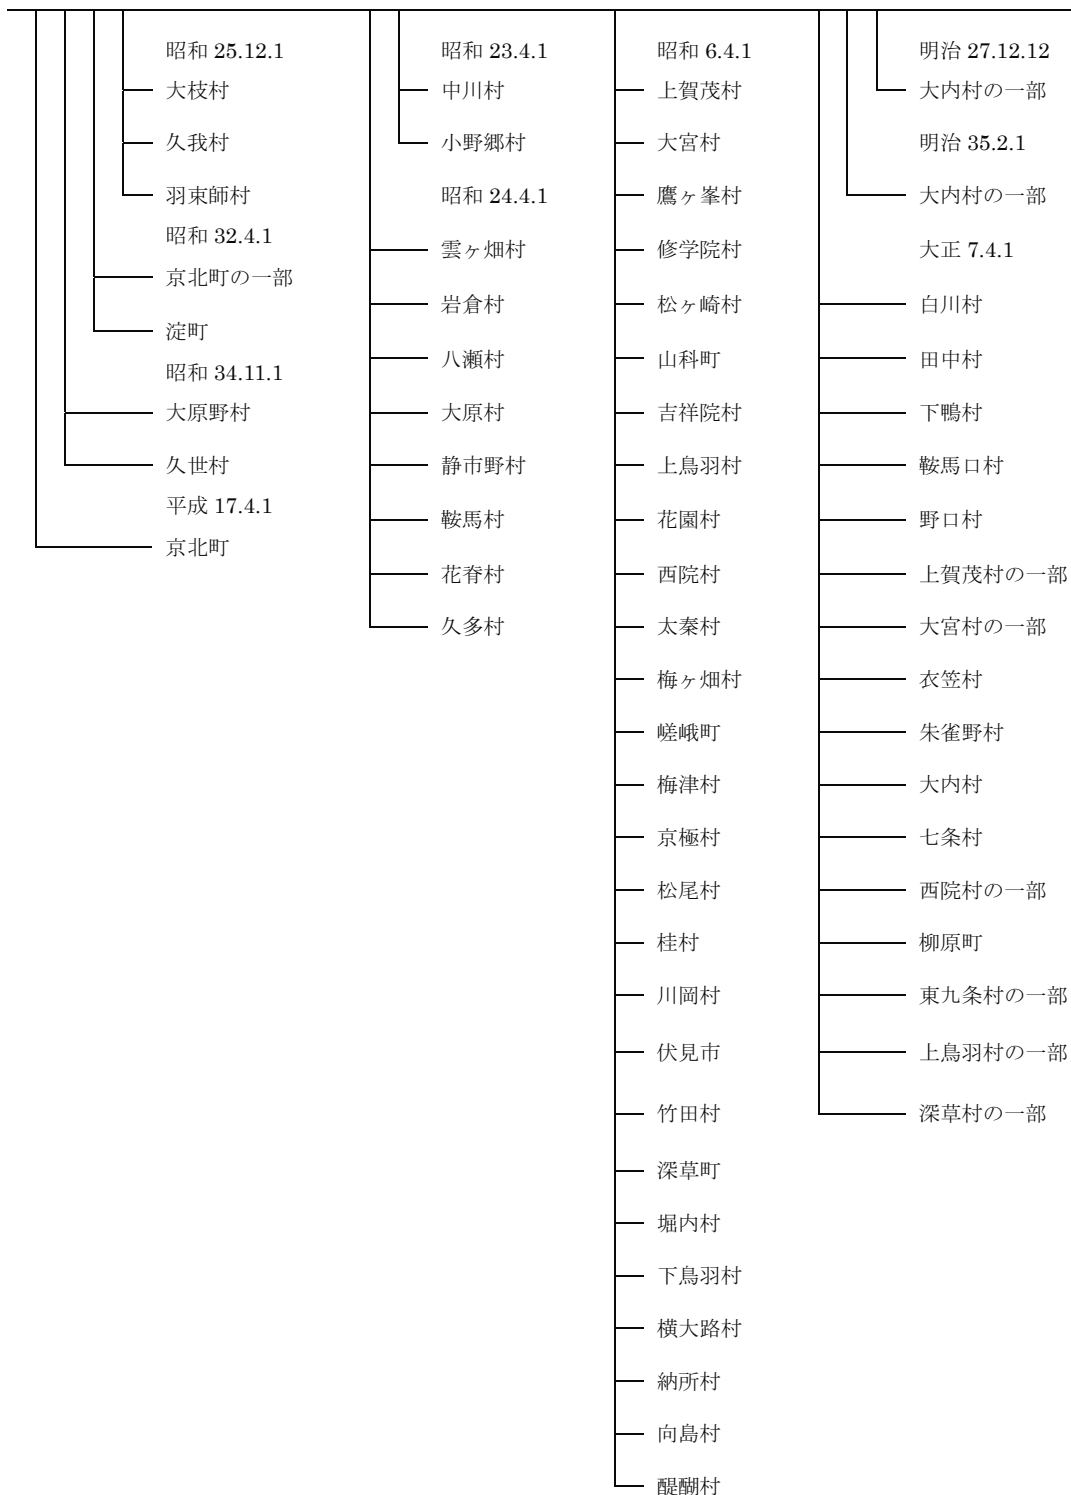 昭和 25.12.1
大枝村
久我村
羽束師村
昭和 32.4.1
京北町の一部
淀町
昭和 34.11.1
大原野村
久世村
平成 17.4.1
京北町
昭和 23.4.1
中川村
小野郷村
昭和 24.4.1
雲ヶ畑村
岩倉村
八瀬村
大原村
静市野村
鞍馬村
花脊村
久多村
昭和 6.4.1
上賀茂村
大宮村
鷹ヶ峯村
修学院村
松ヶ崎村
山科町
吉祥院村
上鳥羽村
花園村
西院村
太秦村
梅ヶ畑村
嵯峨町
梅津村
京極村
松尾村
桂村
川岡村
伏見市
竹田村
深草町
堀内村
下鳥羽村
横大路村
納所村
向島村
醍醐村
明治 27.12.12
大内村の一部
明治 35.2.1
大内村の一部
大正 7.4.1
白川村
田中村
下鴨村
鞍馬口村
野口村
上賀茂村の一部
大宮村の一部
衣笠村
朱雀野村
大内村
七条村
西院村の一部
柳原町
東九条村の一部
上鳥羽村の一部
深草村の一部